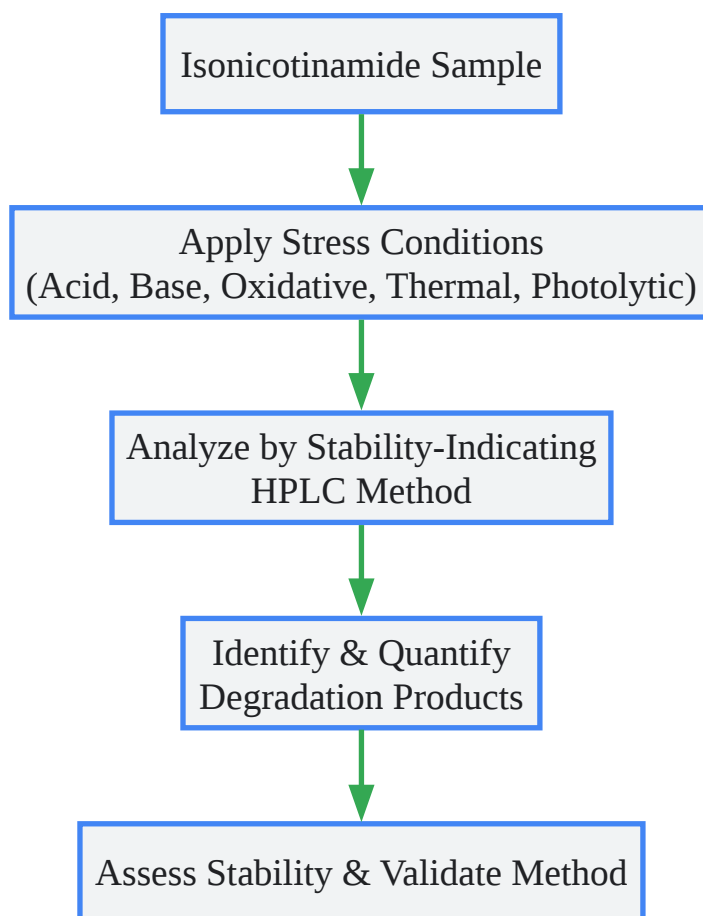 Isonicotinamide Sample
Apply Stress Conditions
(Acid, Base, Oxidative, Thermal, Photolytic)
Analyze by Stability-Indicating
HPLC Method
Identify & Quantify
Degradation Products
Assess Stability & Validate Method